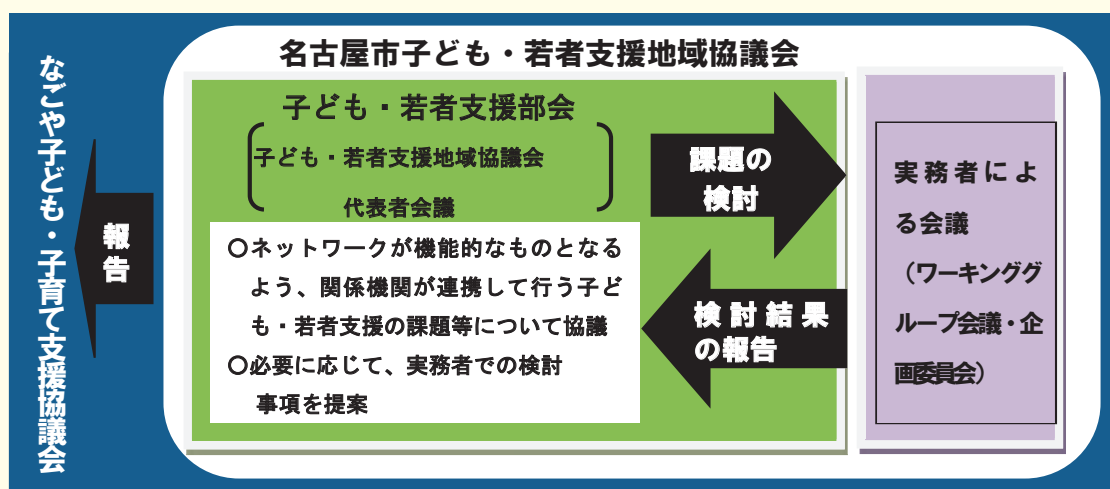 名古屋市子ども・若者支援地域協議会
なごや子ども・子育て支援協議会
報告
子ども・若者支援部会
子ども・若者支援地域協議会
代表者会議
〇ネットワークが機能的なものとなる
よう、関係機関が連携して行う子ど
も・若者支援の課題等について協議
〇必要に応じて、実務者での検討
事項を提案
課題の
検討
検討結果
の報告
実務者によ
る会議
（ワーキンググ
ループ会議・企
画委員会）